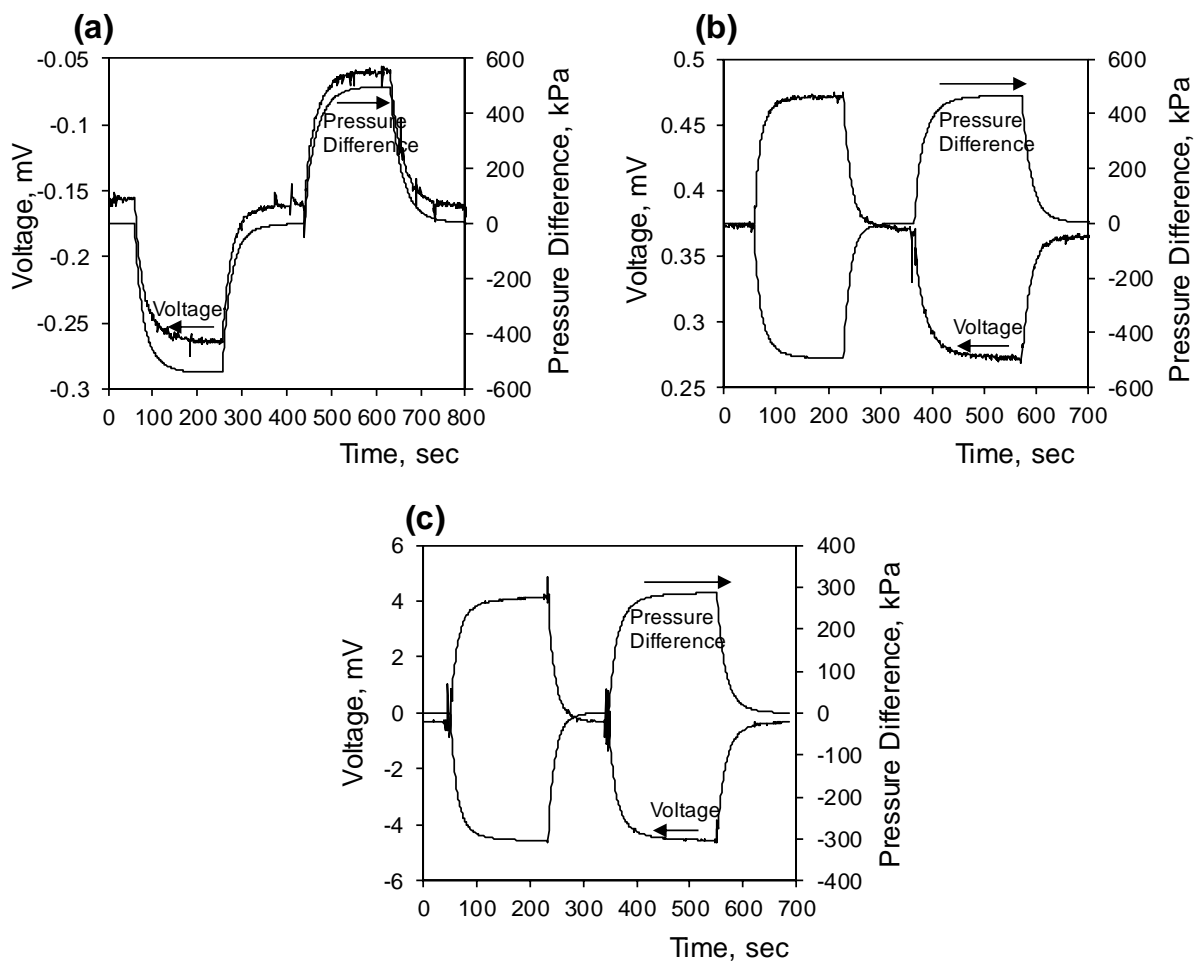 (a)
-0.05
-0.1
-0.15
-0.2
-0.25
-0.3
Voltage, mV
600
400
200
0
-200
-400
-600
Pressure Difference, kPa
Pressure
Difference
Voltage
0 100 200 300 400 500 600 700 800
Time, sec
(b)
0.5
0.45
0.4
0.35
0.3
0.25
Voltage, mV
600
400
200
0
-200
-400
-600
Pressure Difference, kPa
Pressure
Difference
Voltage
0 100 200 300 400 500 600 700
Time, sec
(c)
6
4
2
0
-2
-4
-6
Voltage, mV
400
300
200
100
0
-100
-200
-300
-400
Pressure Difference, kPa
Pressure
Difference
Voltage
0 100 200 300 400 500 600 700
Time, sec